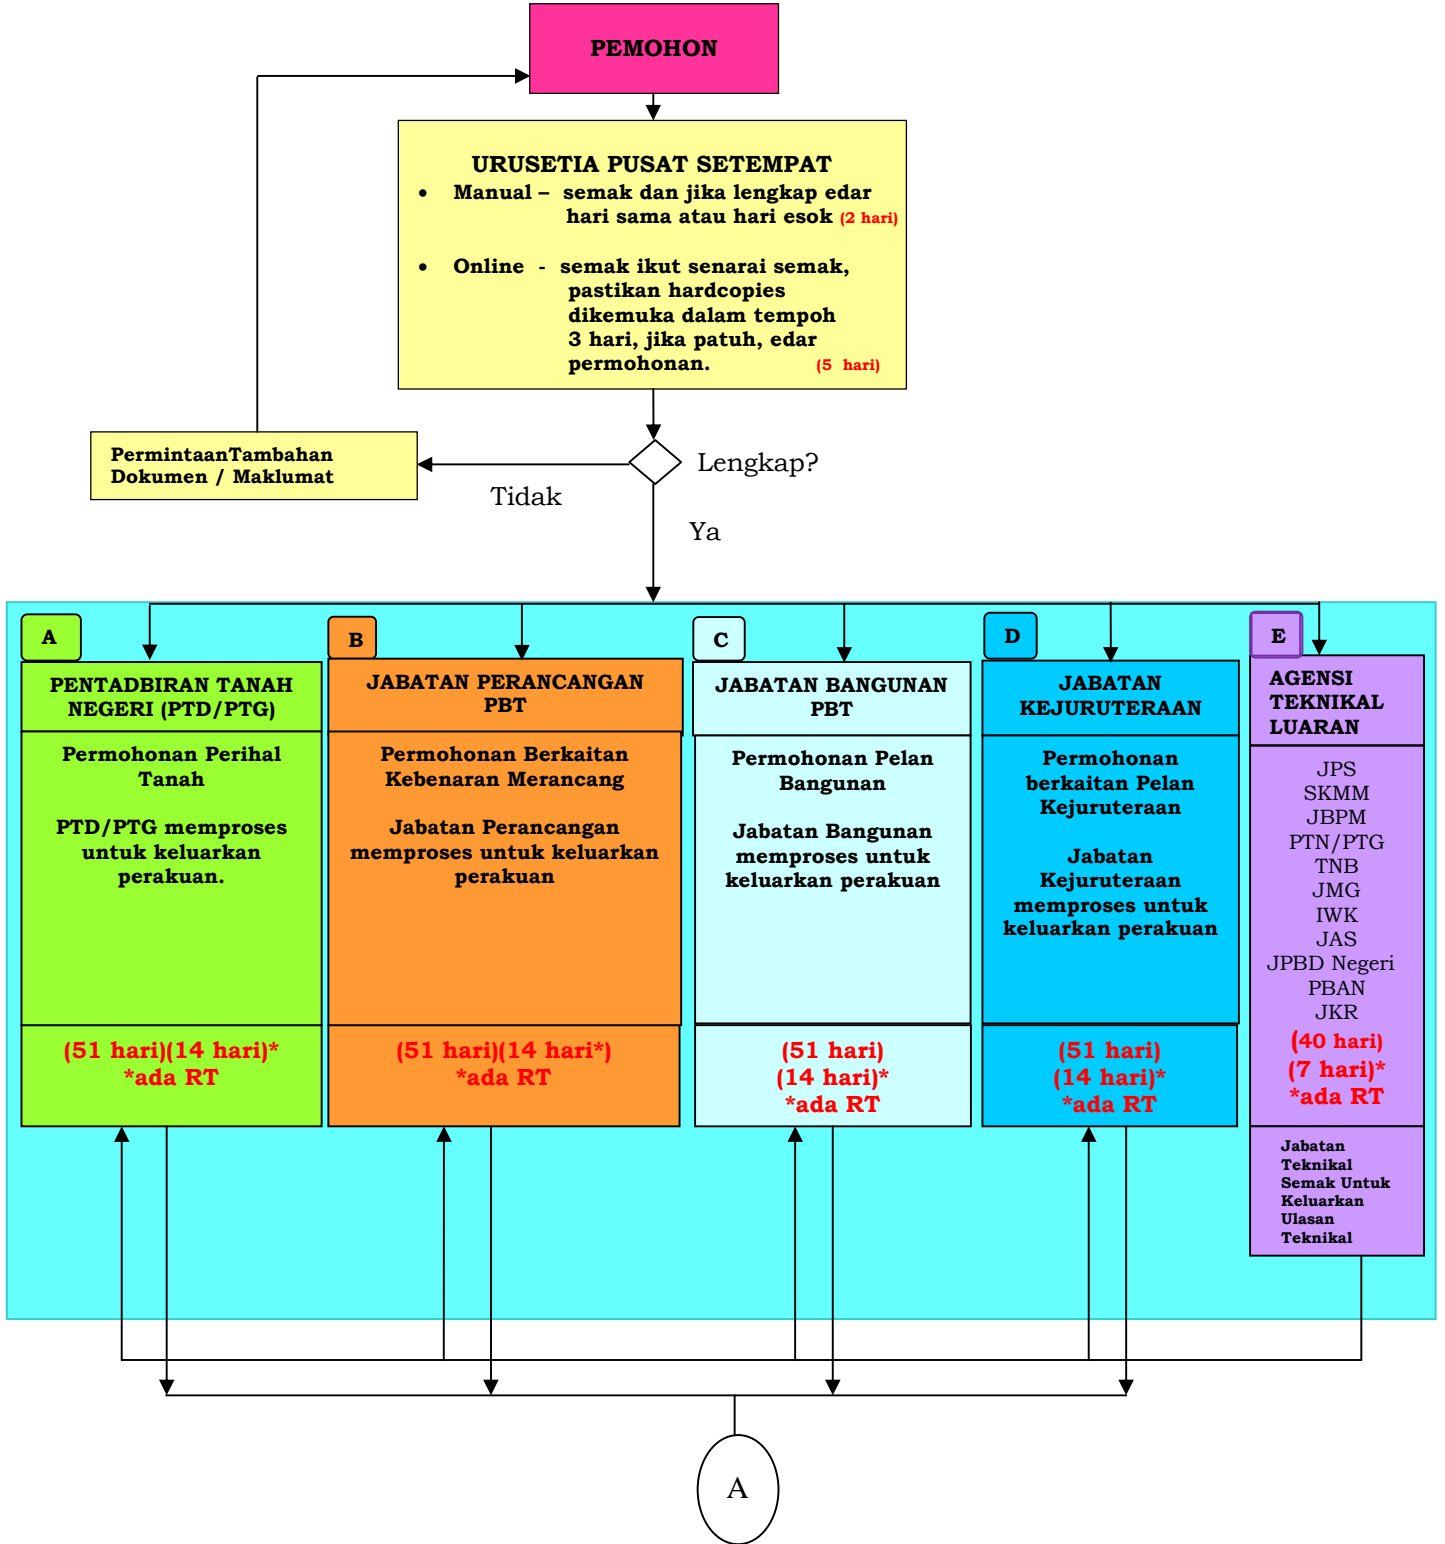 PEMOHON
URUSETIA PUSAT SETEMPAT
• Manual – semak dan jika lengkap edar
hari sama atau hari esok (2 hari)
• Online - semak ikut senarai semak,
pastikan hardcopies
dikemuka dalam tempoh
3 hari, jika patuh, edar
permohonan. (5 hari)
PermintaanTambahan
Dokumen / Maklumat
Lengkap?
Tidak
Ya
A
PENTADBIRAN TANAH
NEGERI (PTD/PTG)
Permohonan Perihal
Tanah
PTD/PTG memproses
untuk keluarkan
perakuan.
(51 hari)(14 hari)*
*ada RT
B
JABATAN PERANCANGAN
PBT
Permohonan Berkaitan
Kebenaran Merancang
Jabatan Perancangan
memproses untuk keluarkan
perakuan
(51 hari)(14 hari*)
*ada RT
C
JABATAN BANGUNAN
PBT
Permohonan Pelan
Bangunan
Jabatan Bangunan
memproses untuk
keluarkan perakuan
(51 hari)
(14 hari)*
*ada RT
D
JABATAN
KEJURUTERAAN
Permohonan
berkaitan Pelan
Kejuruteraan
Jabatan
Kejuruteraan
memproses untuk
keluarkan perakuan
(51 hari)
(14 hari)*
*ada RT
E
AGENSI
TEKNIKAL
LUARAN
JPS
SKMM
JBPM
PTN/PTG
TNB
JMG
IWK
JAS
JPBD Negeri
PBAN
JKR
(40 hari)
(7 hari)*
*ada RT
Jabatan
Teknikal
Semak Untuk
Keluarkan
Ulasan
Teknikal
A